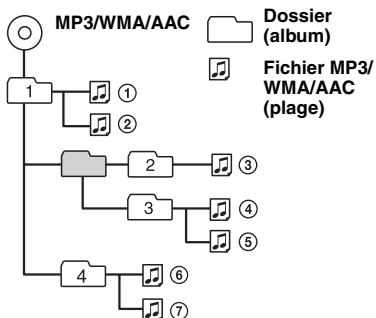 MP3/WMA/AAC
Dossier
(album)
Fichier MP3/
WMA/AAC
(plage)
1
①
②
2
③
3
④
⑤
4
⑥
⑦